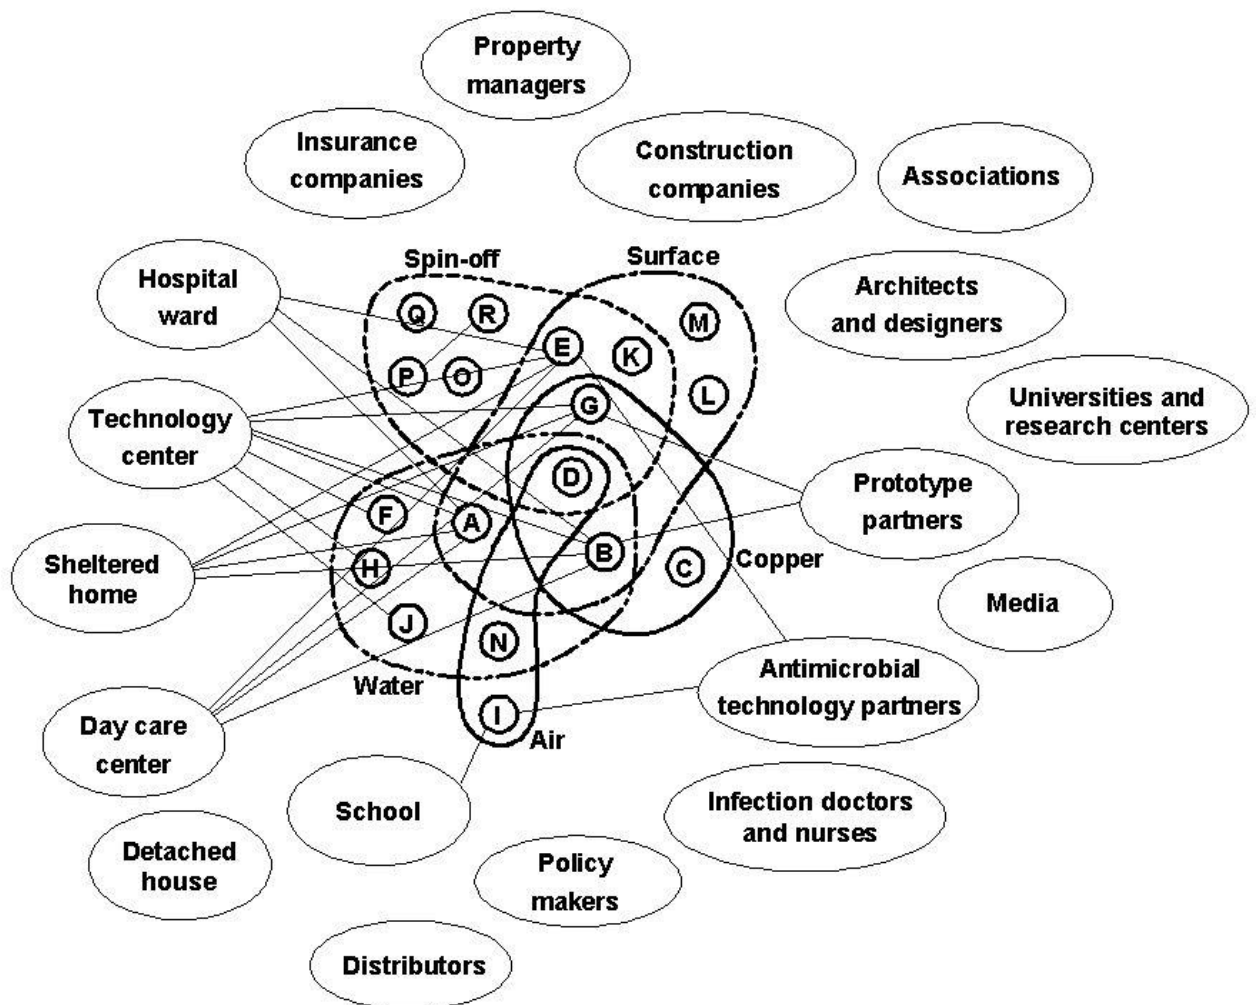 Property
managers
Insurance
companies
Construction
companies
Associations
Spin-off
Surface
Hospital
ward
Architects
and designers
Q
R
M
E
K
P
O
L
G
Technology
center
Universities and
research centers
D
Prototype
partners
F
A
B
C
Copper
H
Sheltered
home
Media
J
N
Water
Antimicrobial
technology partners
I
Air
Day care
center
School
Infection doctors
and nurses
Detached
house
Policy
makers
Distributors